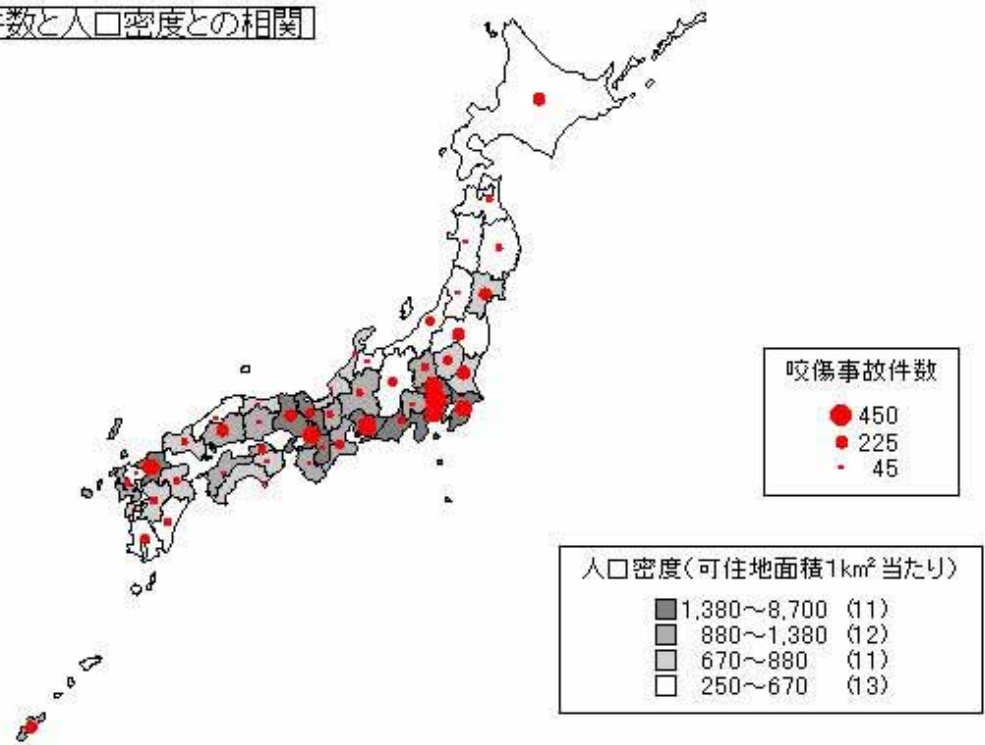 件数と人口密度との相関
咬傷事故件数
450
225
45
人口密度(可住地面積1km²当たり)
1,380～8,700 (11)
880～1,380 (12)
670～880 (11)
250～670 (13)